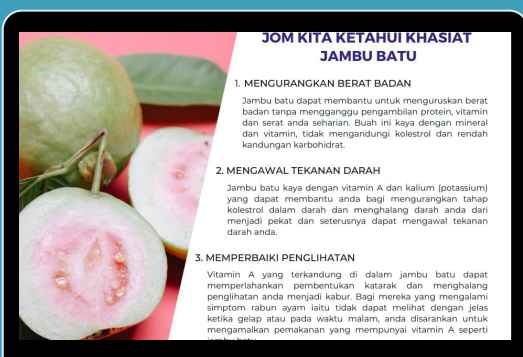 JOM KITA KETAHUI KHASIAT
JAMBU BATU
1. MENGURANGKAN BERAT BADAN
Jambu batu dapat membantu untuk menguruskan berat
badan tanpa mengganggu pengambilan protein, vitamin
dan serat anda seharian. Buah ini kaya dengan mineral
dan vitamin, tidak mengandungi kolestrol dan rendah
kandungan karbohidrat.
2. MENGAWAL TEKANAN DARAH
Jambu batu kaya dengan vitamin A dan kalium (potassium)
yang dapat membantu anda bagi mengurangkan tahap
kolestrol dalam darah dan menghalang darah anda dari
menjadi pekat dan seterusnya dapat mengawal tekanan
darah anda.
3. MEMPERBAIKI PENGLIHATAN
Vitamin A yang terkandung di dalam jambu batu dapat
memperlahankan pembentukan katarak dan menghalang
penglihatan anda menjadi kabur. Bagi mereka yang mengalami
simptom rabun ayam iaitu tidak dapat melihat dengan jelas
ketika gelap atau pada waktu malam, anda disarankan untuk
mengamalkan pemakanan yang mempunyai vitamin A seperti
jambu batu.